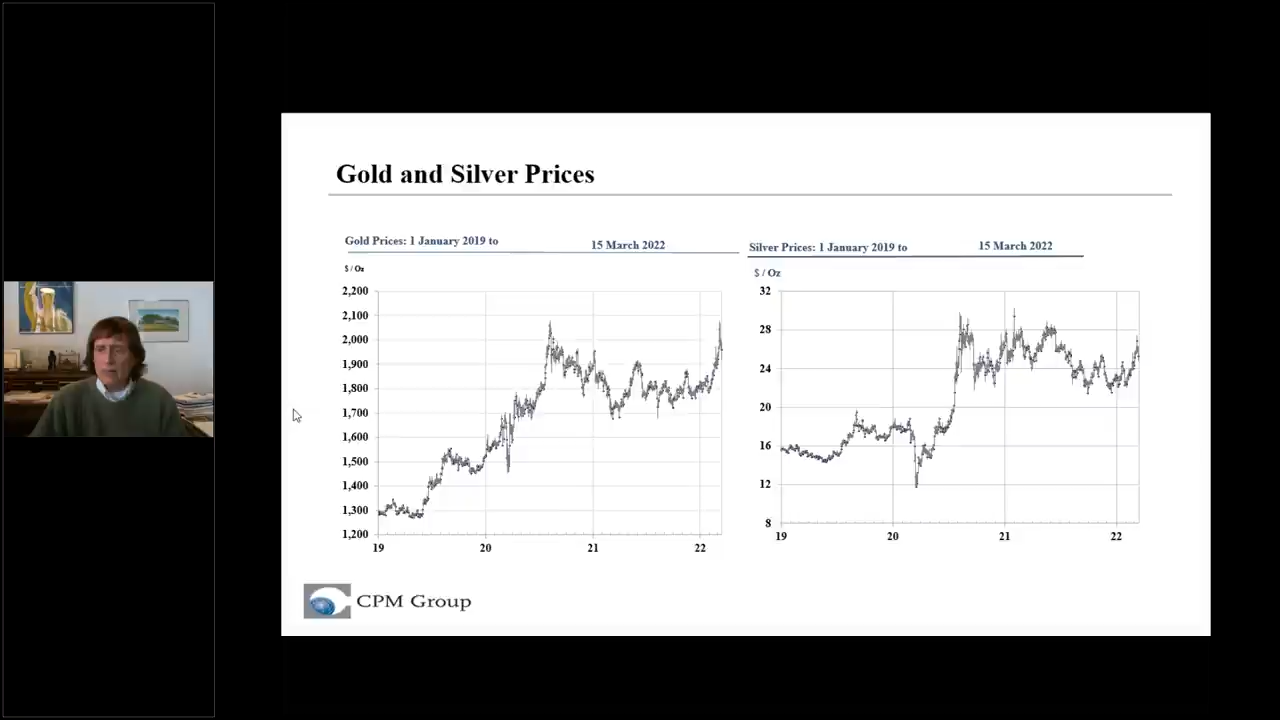 Gold and Silver Prices
Gold Prices: 1 January 2019 to 15 March 2022
$ / Oz
2,200
2,100
2,000
1,900
1,800
1,700
1,600
1,500
1,400
1,300
1,200
19 20 21 22
Silver Prices: 1 January 2019 to 15 March 2022
$ / Oz
32
28
24
20
16
12
8
19 20 21 22
CPM Group